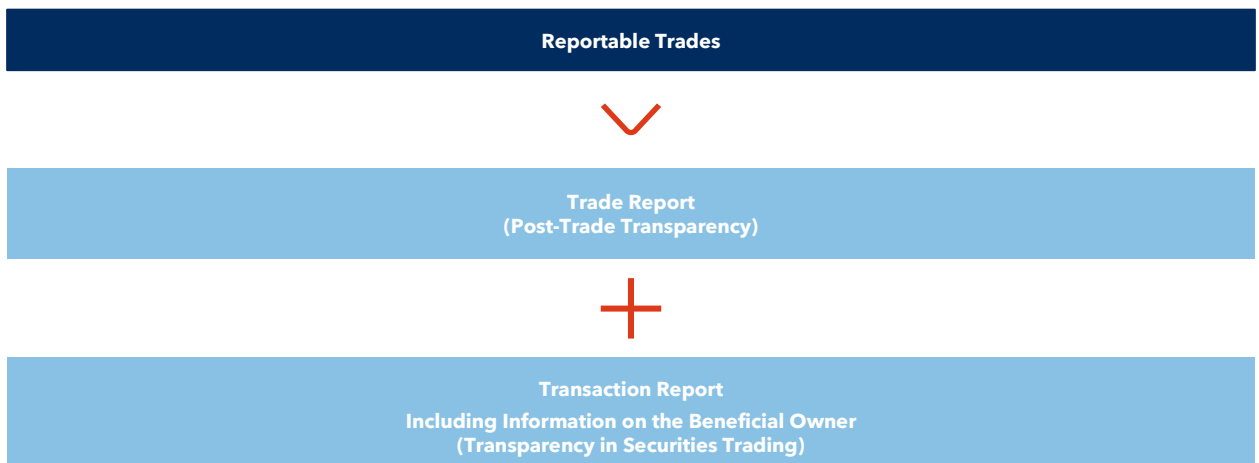 Reportable Trades
Trade Report
(Post-Trade Transparency)
Transaction Report
Including Information on the Beneficial Owner
(Transparency in Securities Trading)